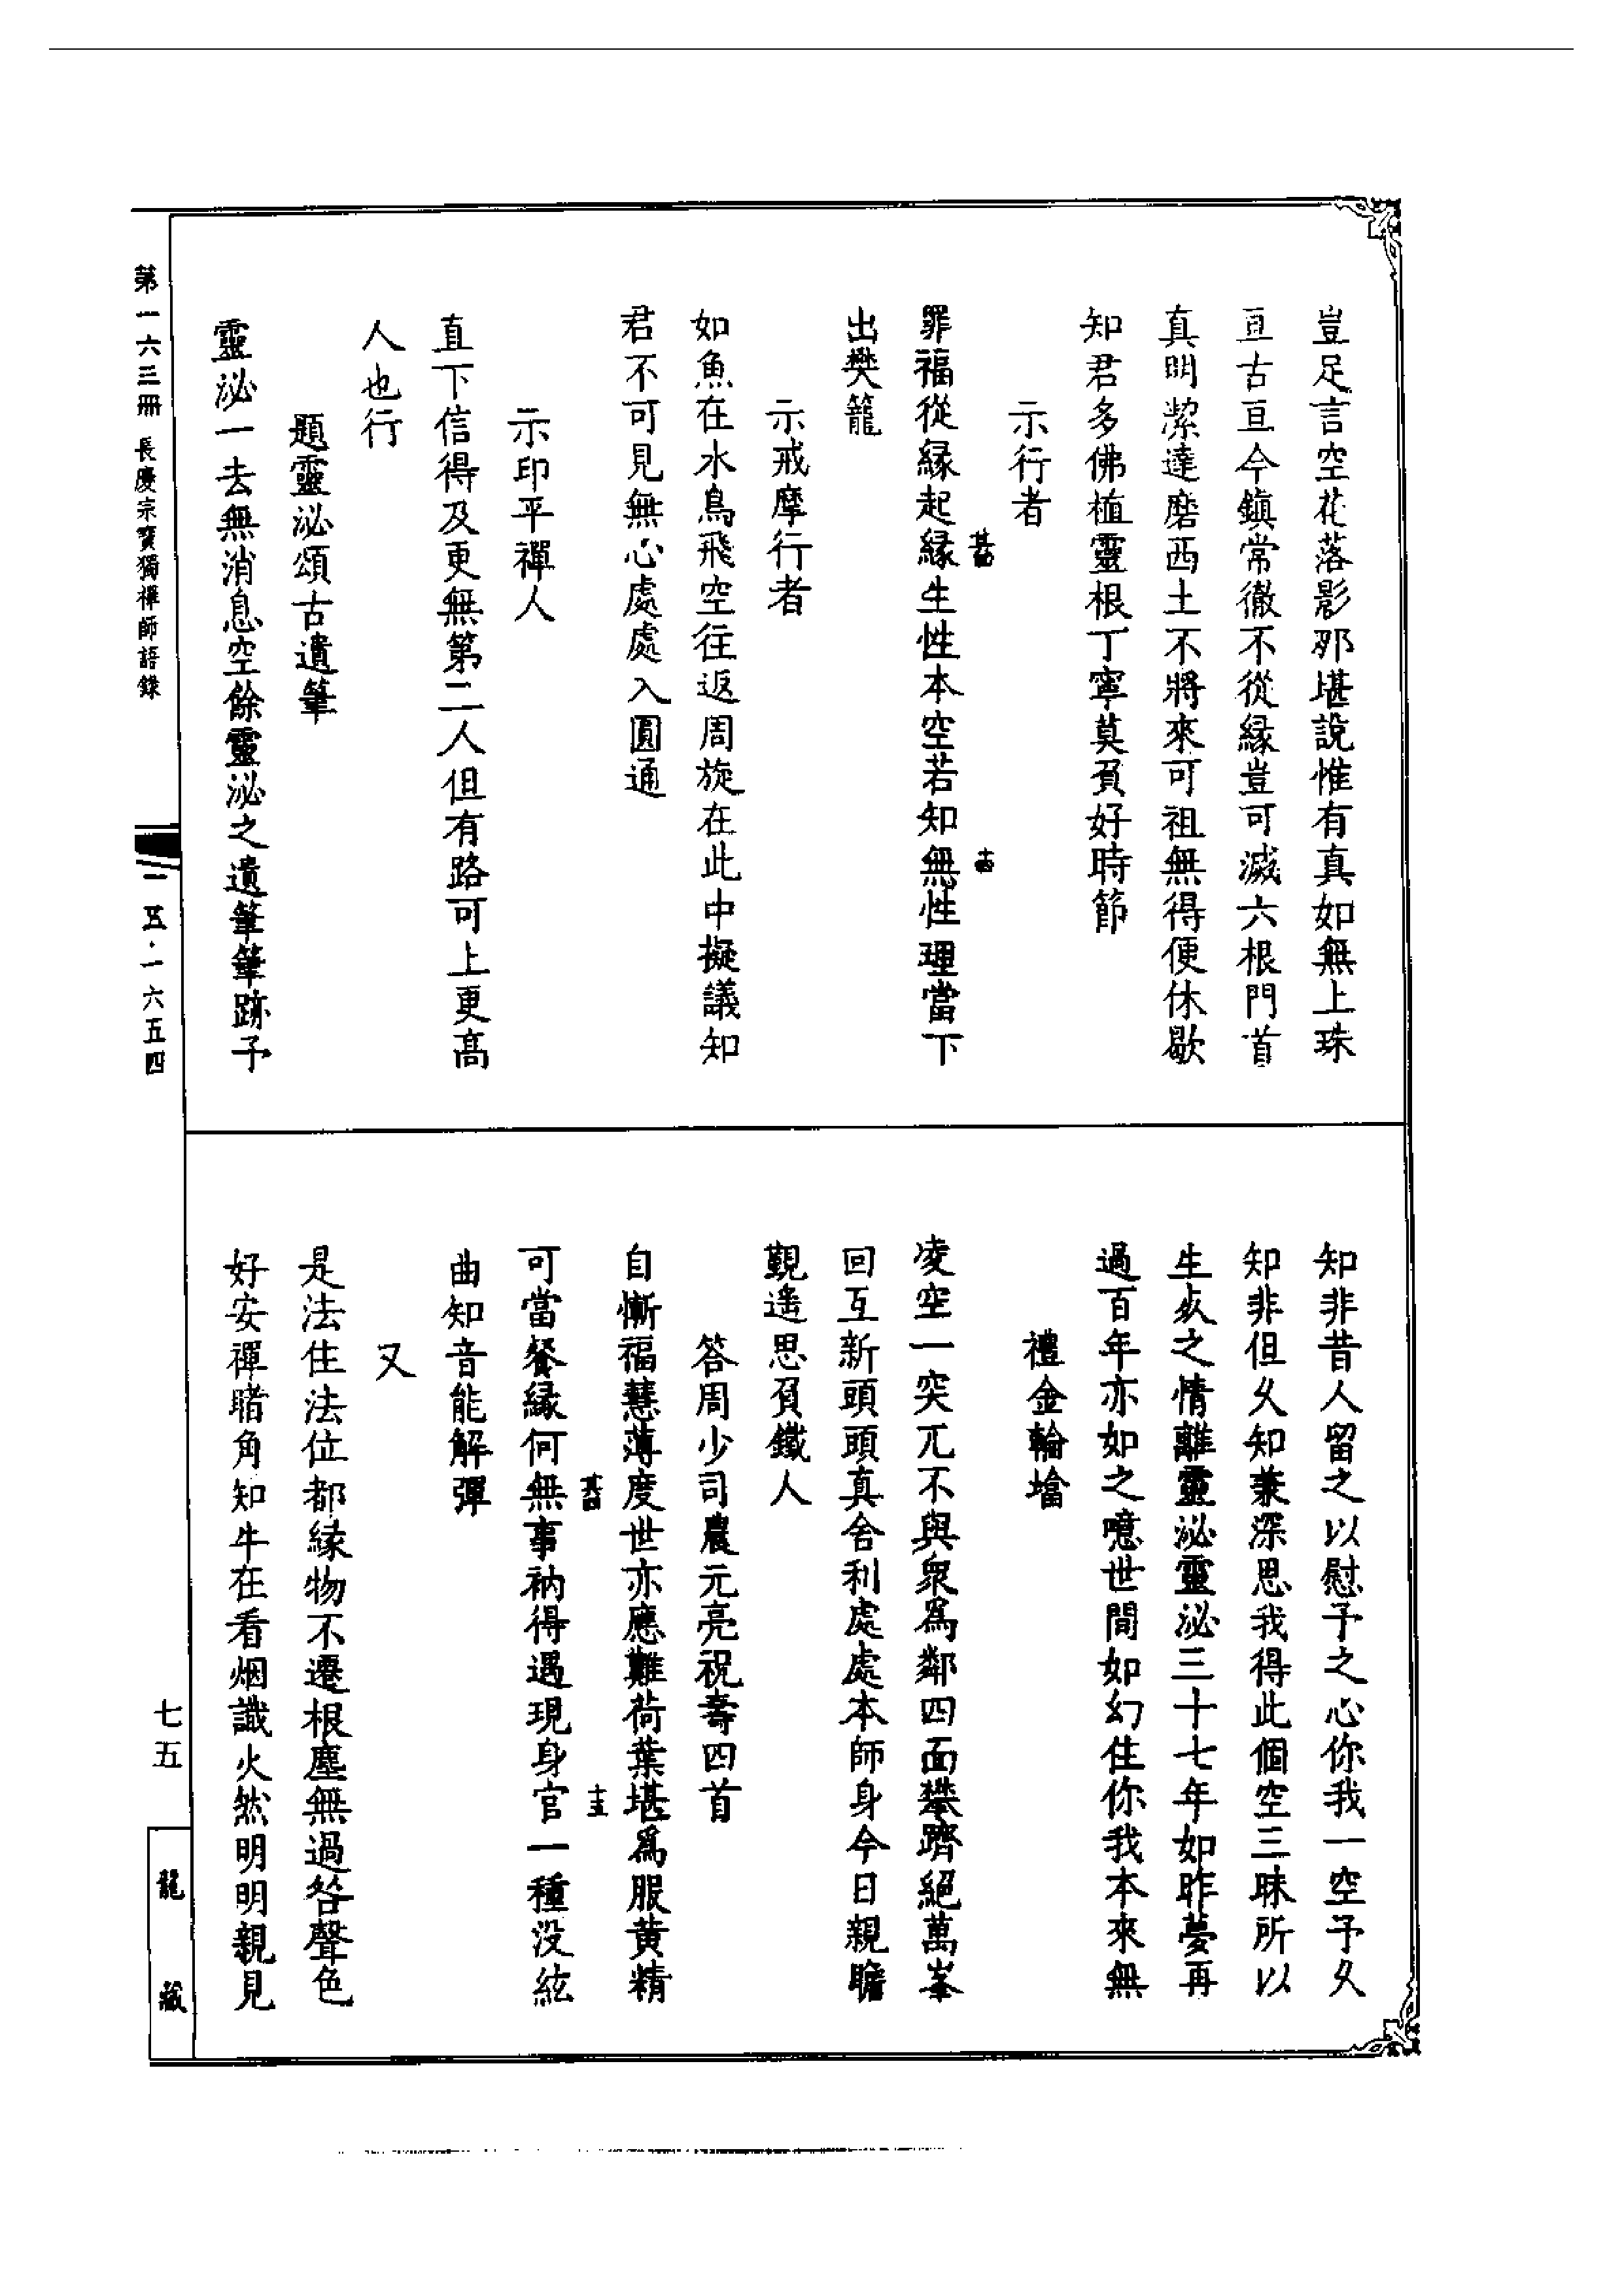 豈足言空花落影邪堪說惟有真如無上珠
亘古亘今鎮常徹不從緣豈可滅六根門首
真明潔達磨西土不將來可祖無得便休歇
知君多佛植靈根丁寧莫負好時節
示行者
罪福從緣起緣生性本空若知無性理當下
出樊籠
示戒摩行者
如魚在水鳥飛空往返周旋在此中擬議知
君不可見無心處處入圓通
示印平禪人
直下信得及更無第二人但有路可上更高
人也行
題靈泌頌古遺筆
靈泌一去無消息空餘靈泌之遺筆筆跡予
知非昔人留之以慰予之心你我一空予久
知非但久知兼深思我得此個空三昧所以
生死之情離靈泌靈泌三十七年如昨夢再
過百年亦如之噫世間如幻住你我本來無
禮金輪塔
凌空一突兀不與衆為鄰四面攀躋絕萬峯
回互新頭頭真舍利處處本師身今日親瞻
覲遙思負鐵人
答周少司農元亮祝壽四首
自慚福慧薄度世亦應難荷葉堪為服黃精
可當餐緣何無事衲得遇現身官一種没絃
曲知音能解彈
又
是法住法位都緣物不遷根塵無過咎聲色
好安禪睹角知牛在看烟識火然明明親見
第一六三冊 長慶宗寶獨禪師語錄
一六五四
七五
龍藏